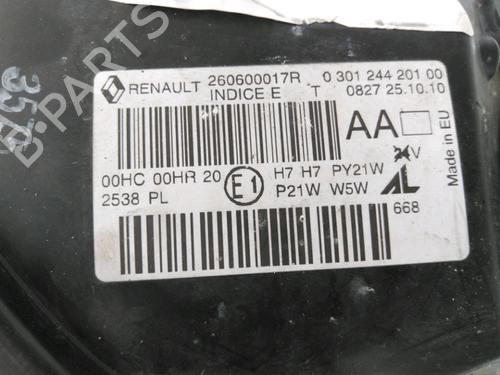 RENAULT 260600017R 0 301 244 201 00
INDICE E T 0827 25.10.10
AA
00HC 00HR 20 E1 H7 H7 PY21W
2538 PL P21W W5W AL
668
Made in EU
B-PARTS